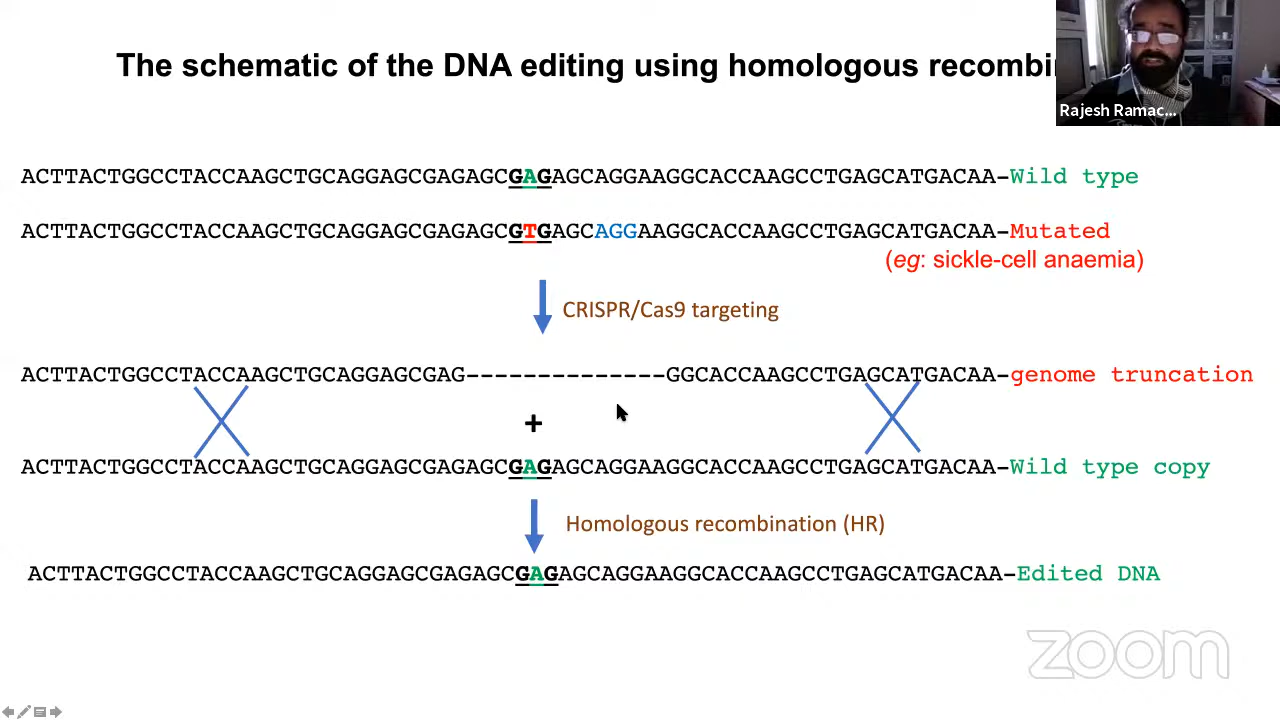 The schematic of the DNA editing using homologous
Rajesh Ramac...
ACTTACTGGCCTACCAAGCTGCAGGAGCGAGAGCGAGAGCAGGAAGGCACCAAGCCTGAGCATGACAA-Wild type
ACTTACTGGCCTACCAAGCTGCAGGAGCGAGAGCGTGAGCAGGAAGGCACCAAGCCTGAGCATGACAA-Mutated
(eg: sickle-cell anaemia)
CRISPR/Cas9 targeting
ACTTACTGGCCTACCAAGCTGCAGGAGCGAG--------------GGCACCAAGCCTGAGCATGACAA-genome truncation
+
ACTTACTGGCCTACCAAGCTGCAGGAGCGAGAGCGAGAGCAGGAAGGCACCAAGCCTGAGCATGACAA-Wild type copy
Homologous recombination (HR)
ACTTACTGGCCTACCAAGCTGCAGGAGCGAGAGCGAGAGCAGGAAGGCACCAAGCCTGAGCATGACAA-Edited DNA
zoom